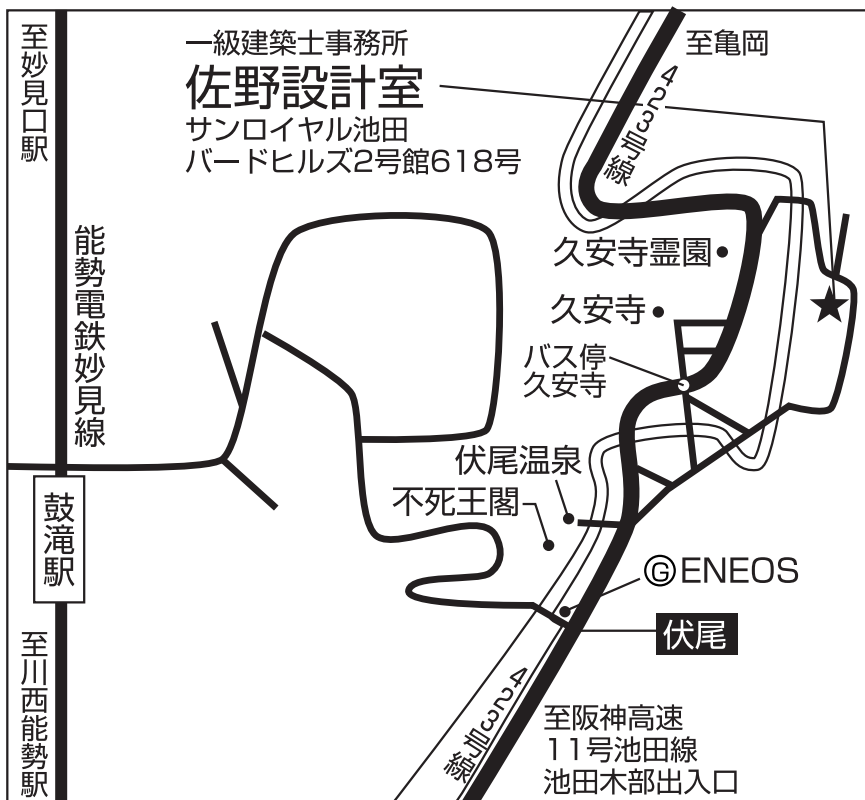 至妙見口駅
一級建築士事務所
佐野設計室
サンロイヤル池田
バードヒルズ2号館618号
至亀岡
423号線
能勢電鉄妙見線
久安寺霊園
久安寺
バス停
久安寺
伏尾温泉
不死王閣
鼓滝駅
G ENEOS
伏尾
至川西能勢駅
423号線
至阪神高速
11号池田線
池田木部出入口